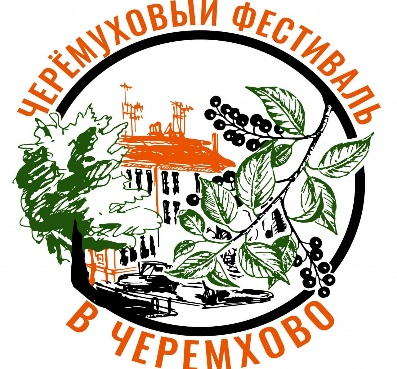 ЧЕРЁМУХОВЫЙ ФЕСТИВАЛЬ
В ЧЕРЕМХОВО